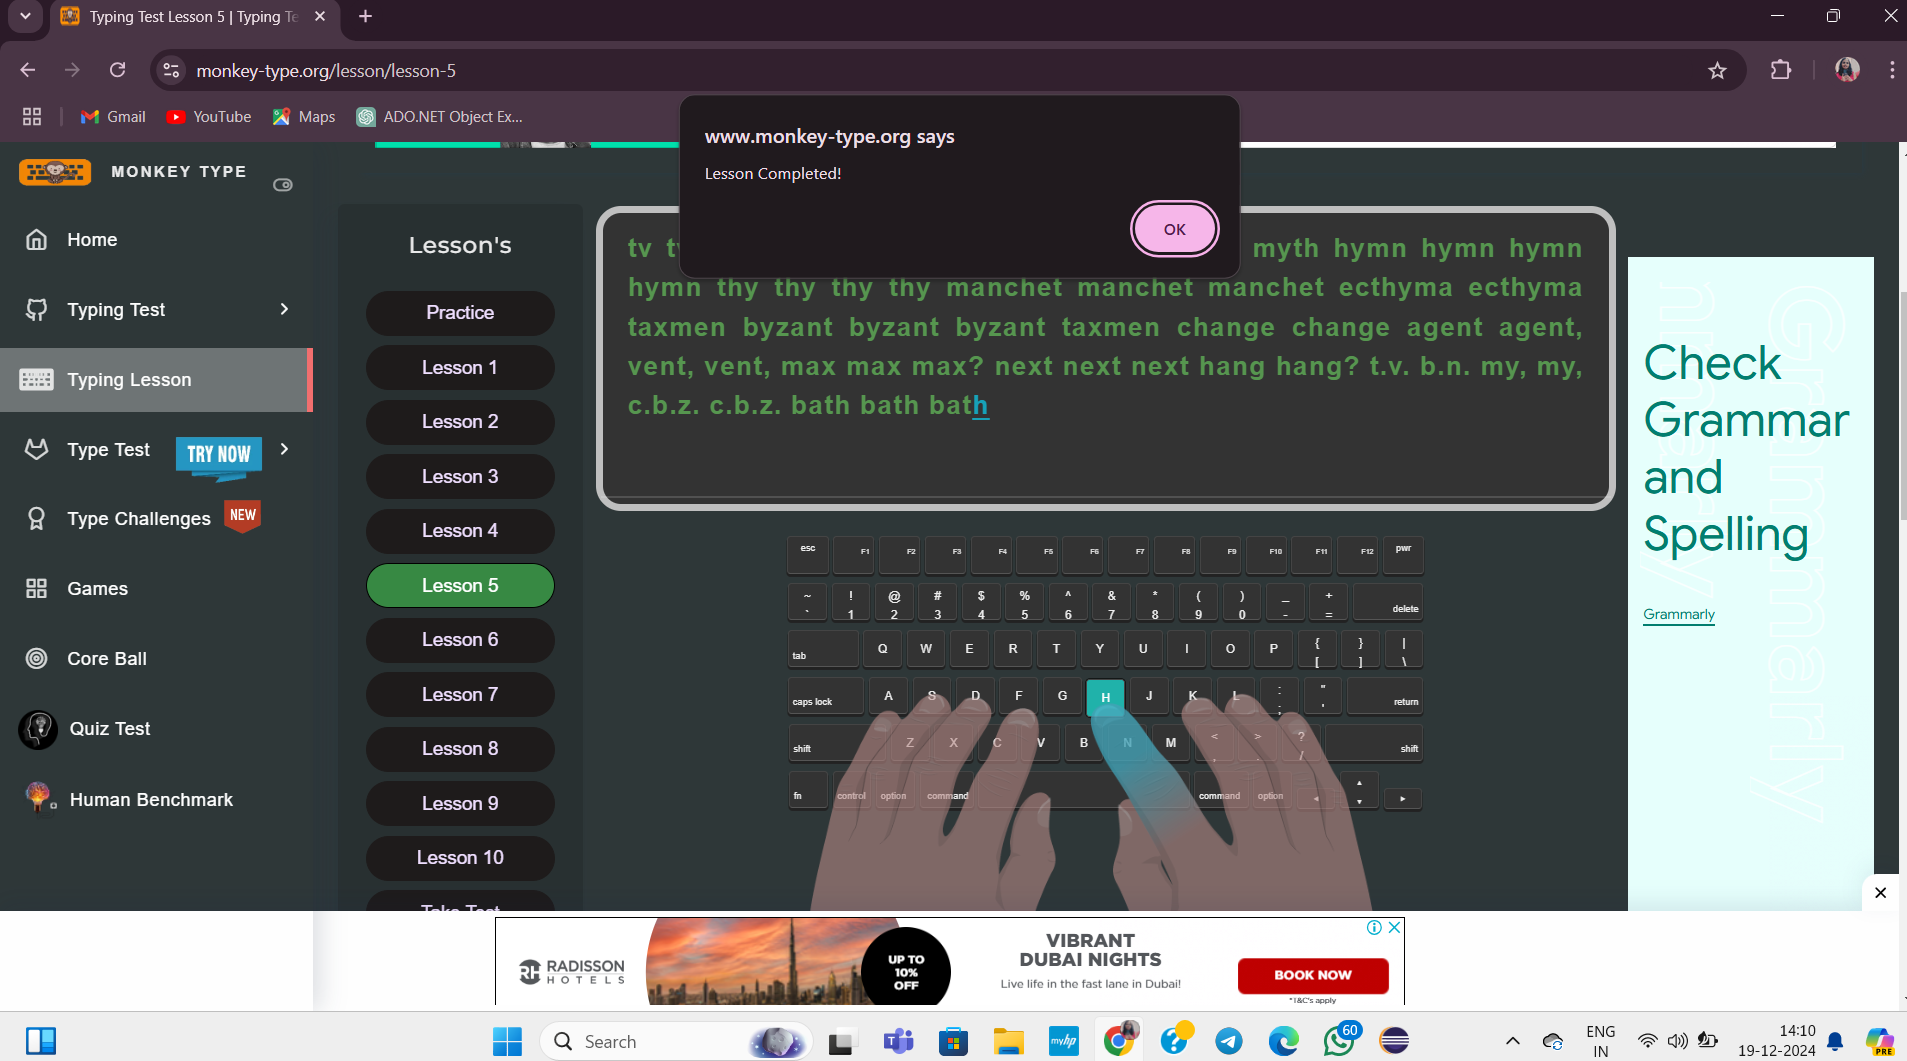 Typing Test Lesson 5 | Typing Te
monkey-type.org/lesson/lesson-5
Gmail
YouTube
Maps
ADO.NET Object Ex...
www.monkey-type.org says
Lesson Completed!
OK
MONKEY TYPE
Home
Typing Test
Typing Lesson
Type Test
TRY NOW
Type Challenges
NEW
Games
Core Ball
Quiz Test
Human Benchmark
Lesson's
Practice
Lesson 1
Lesson 2
Lesson 3
Lesson 4
Lesson 5
Lesson 6
Lesson 7
Lesson 8
Lesson 9
Lesson 10
Take Test
tv myth hymn hymn hymn
hymn thy thy thy thy manchet manchet manchet ecthyma ecthyma
taxmen byzant byzant byzant taxmen change change agent agent,
vent, vent, max max max? next next next hang hang? t.v. b.n. my, my,
c.b.z. c.b.z. bath bath bath
esc F1 F2 F3 F4 F5 F6 F7 F8 F9 F10 F11 F12 pwr
~ ! @ # $ % ^ & * ( ) _ +
` 1 2 3 4 5 6 7 8 9 0 - = delete
tab Q W E R T Y U I O P { } |
[ ] \
caps lock A S D F G H J K L : "
; ' return
shift Z X C V B N M < > ?
, . / shift
fn control option command command option
Check
Grammar
and
Spelling
Grammarly
Grammarly
RADISSON
HOTELS
UP TO
10%
OFF
VIBRANT
DUBAI NIGHTS
Live life in the fast lane in Dubai!
BOOK NOW
*T&C's apply
Search
myhp
60
ENG
IN
14:10
19-12-2024
PRE